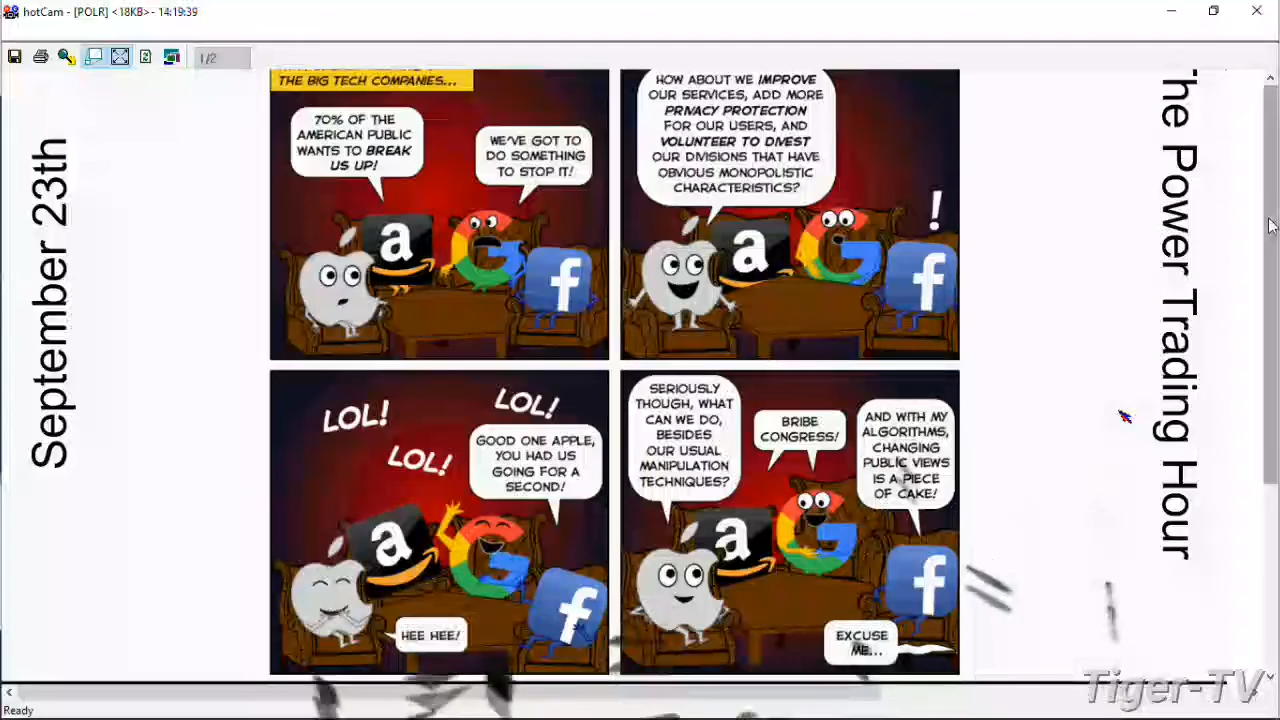 hotCam - [POLR] <18KB> - 14:19:39
1/2
September 23th
The Power Trading Hour
THE BIG TECH COMPANIES...
70% OF THE
AMERICAN PUBLIC
WANTS TO BREAK
US UP!
WE'VE GOT TO
DO SOMETHING
TO STOP IT!
a
f
HOW ABOUT WE IMPROVE
OUR SERVICES, ADD MORE
PRIVACY PROTECTION
FOR OUR USERS, AND
VOLUNTEER TO DIVEST
OUR DIVISIONS THAT HAVE
OBVIOUS MONOPOLISTIC
CHARACTERISTICS?
!
a
G
f
LOL!
LOL!
LOL!
GOOD ONE APPLE,
YOU HAD US
GOING FOR A
SECOND!
a
G
f
HEE HEE!
SERIOUSLY
THOUGH, WHAT
CAN WE DO,
BESIDES
OUR USUAL
MANIPULATION
TECHNIQUES?
BRIBE
CONGRESS!
AND WITH MY
ALGORITHMS,
CHANGING
PUBLIC VIEWS
IS A PIECE
OF CAKE!
a
G
f
EXCUSE
ME...
Tiger-TV
Ready